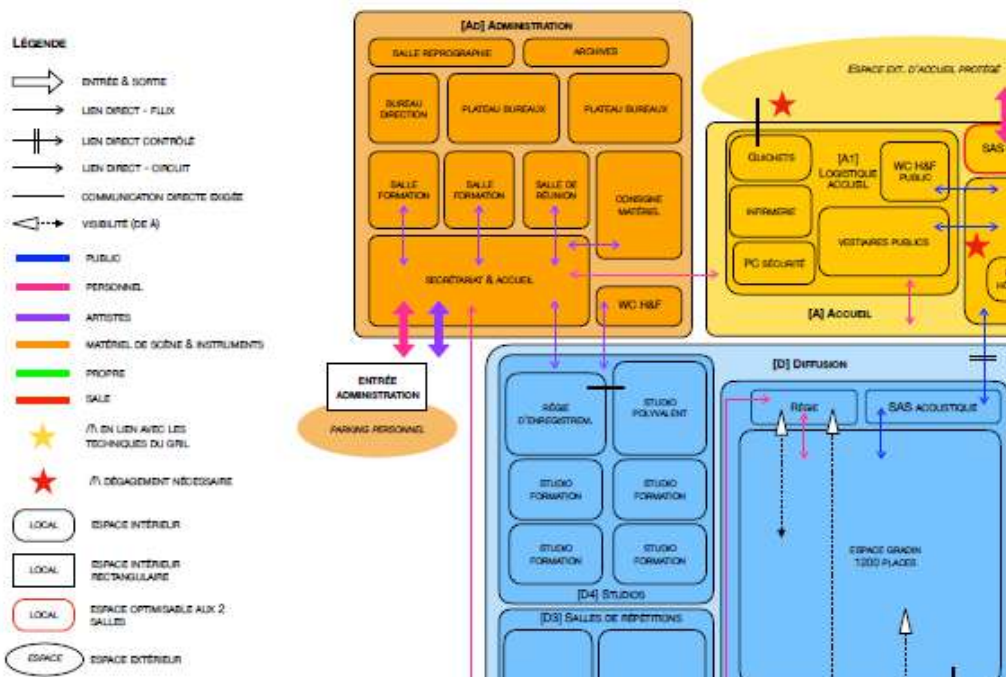 LÉGENDE
ENTRÉE & SORTIE
LIEN DIRECT - FLUX
LIEN DIRECT CONTRÔLÉ
LIEN DIRECT - CIRCUIT
COMMUNICATION DIRECTE EXIGÉE
VISIBILITÉ (DE À)
PUBLIC
PERSONNEL
ARTISTES
MATÉRIEL DE SCÈNE & INSTRUMENTS
PROPRE
SALE
/!\ EN LIEN AVEC LES
TECHNIQUES DU GRIL
/!\ DÉGAGEMENT NÉCESSAIRE
LOCAL
ESPACE INTÉRIEUR
LOCAL
ESPACE INTÉRIEUR
RECTANGULAIRE
LOCAL
ESPACE OPTIMISABLE AUX 2
SALLES
ESPACE
ESPACE EXTÉRIEUR
[AD] ADMINISTRATION
SALLE REPROGRAPHIE
ARCHIVES
BUREAU
DIRECTION
PLATEAU BUREAUX
PLATEAU BUREAUX
SALLE
FORMATION
SALLE
FORMATION
SALLE DE
RÉUNION
CONSIGNE
MATÉRIEL
SECRÉTARIAT & ACCUEIL
WC H&F
ENTRÉE
ADMINISTRATION
PARKING PERSONNEL
ESPACE EXT. D'ACCUEIL PROTÉGÉ
GUICHETS
[A1]
LOGISTIQUE
ACCUEIL
WC H&F
PUBLIC
SAS
INFIRMERIE
VESTIAIRES PUBLICS
PC SÉCURITÉ
[A] ACCUEIL
[D] DIFFUSION
RÉGIE
D'ENREGISTREM.
STUDIO
POLYVALENT
RÉGIE
SAS ACOUSTIQUE
STUDIO
FORMATION
STUDIO
FORMATION
STUDIO
FORMATION
STUDIO
FORMATION
ESPACE GRADIN
1200 PLACES
[D4] STUDIOS
[D3] SALLES DE RÉPÉTITIONS